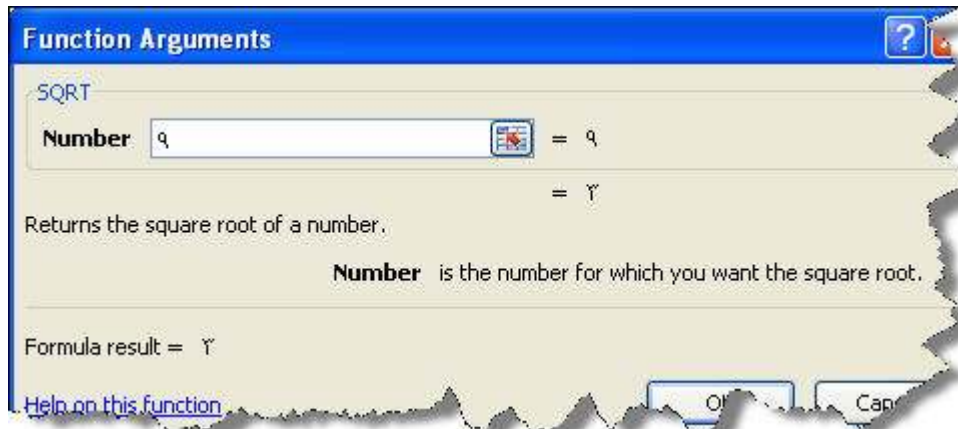 Function Arguments
SQRT
Number ٩ = ٩
= ٣
Returns the square root of a number.
Number is the number for which you want the square root.
Formula result = ٣
Help on this function